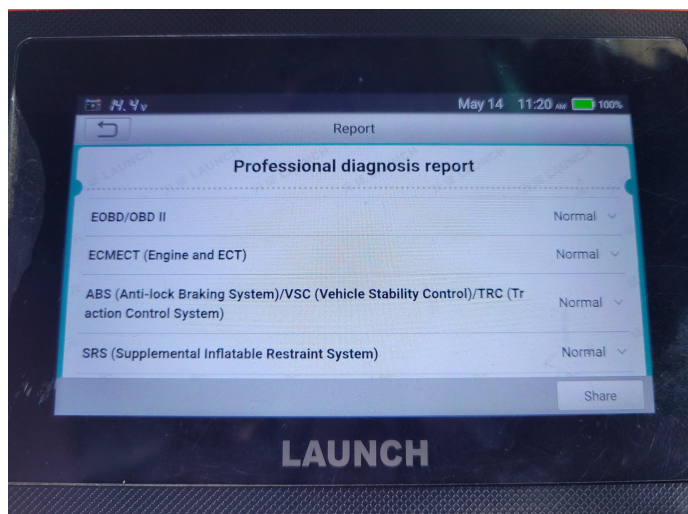 14.4v May 14 11:20 AM 100%
Report
Professional diagnosis report
EOBD/OBD II Normal
ECMECT (Engine and ECT) Normal
ABS (Anti-lock Braking System)/VSC (Vehicle Stability Control)/TRC (Tr
action Control System) Normal
SRS (Supplemental Inflatable Restraint System) Normal
Share
LAUNCH